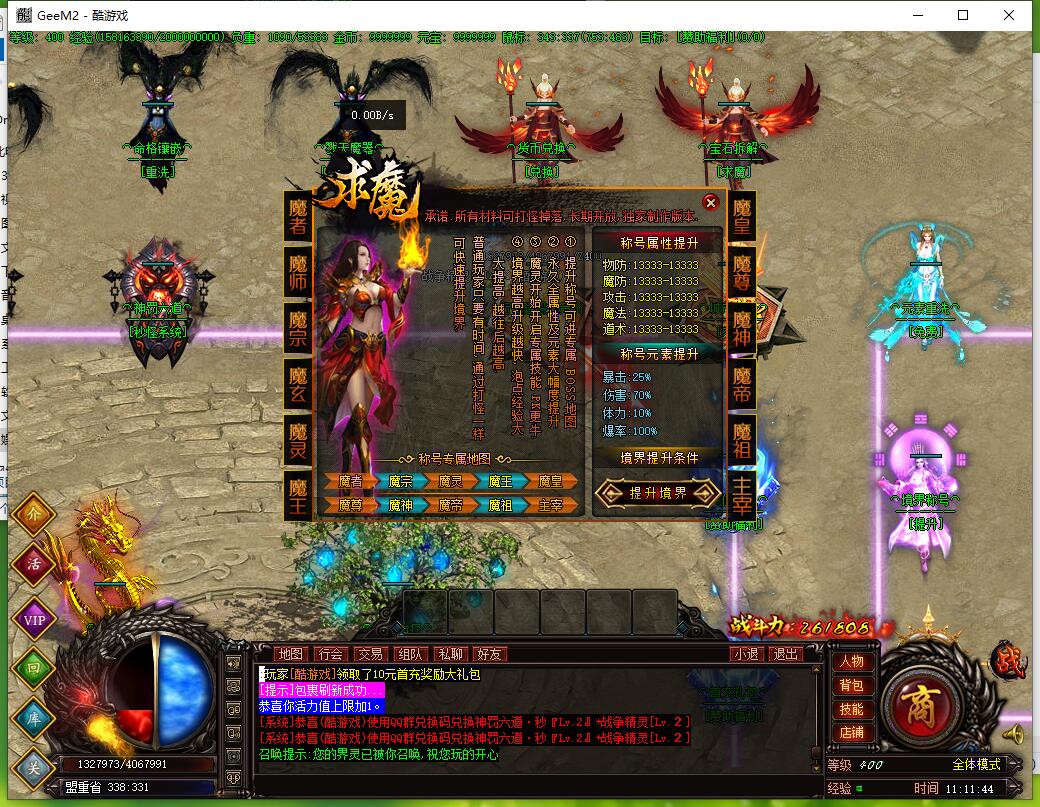 GeeM2 - 酷游戏
等级: 400 经验(158163890/2000000000) 负重: 1090/53383 金币: 9999999 元宝: 9999999 鼠标: 343:337(753:483) 目标: [赞助福利](0/0)
0.00B/s
命格镶嵌
[重洗]
戮天魔器
货币兑换
[兑换]
宝石拆解
[求魔]
求魔
承诺:所有材料可打怪掉落,长期开放,独家制作版本.
魔者
魔师
魔宗
魔玄
魔灵
魔王
魔皇
魔尊
魔神
魔帝
魔祖
主宰
①提升称号可进专属BOSS地图
②永久全属性及元素大幅度提升
③魔灵开始开启专属技能 PK更牛
④境界越高升级越快 泡点经验大
大提高 越往后越高
普通玩家只要有时间 通过打怪一样
可快速提升境界
称号属性提升
物防:13333-13333
魔防:13333-13333
攻击:13333-13333
魔法:13333-13333
道术:13333-13333
称号元素提升
暴击:25%
伤害:70%
体力:10%
爆率:100%
境界提升条件
提升境界
称号专属地图
魔者 魔宗 魔灵 魔王 魔皇
魔尊 魔神 魔帝 魔祖 主宰
神罚六道
[秒怪系统]
元素重洗
[免费]
境界称号
[提升]
[赞助福利]
介
活
VIP
回
库
关
战斗力:261808
地图 行会 交易 组队 私聊 好友 小退 退出
玩家[酷游戏]领取了10元首充奖励大礼包
[提示]包裹刷新成功....
恭喜你活力值上限加1。
[系统]恭喜(酷游戏)使用QQ群兑换码兑换神罚六道·秒『Lv.2』+战争精灵[Lv.2]
[系统]恭喜(酷游戏)使用QQ群兑换码兑换神罚六道·秒『Lv.2』+战争精灵[Lv.2]
召唤提示:您的界灵已被你召唤,祝您玩的开心
人物
背包
技能
店铺
商
战
1327973/4067991
盟重省 338:331
等级 400 全体模式
经验 时间 11:11:44